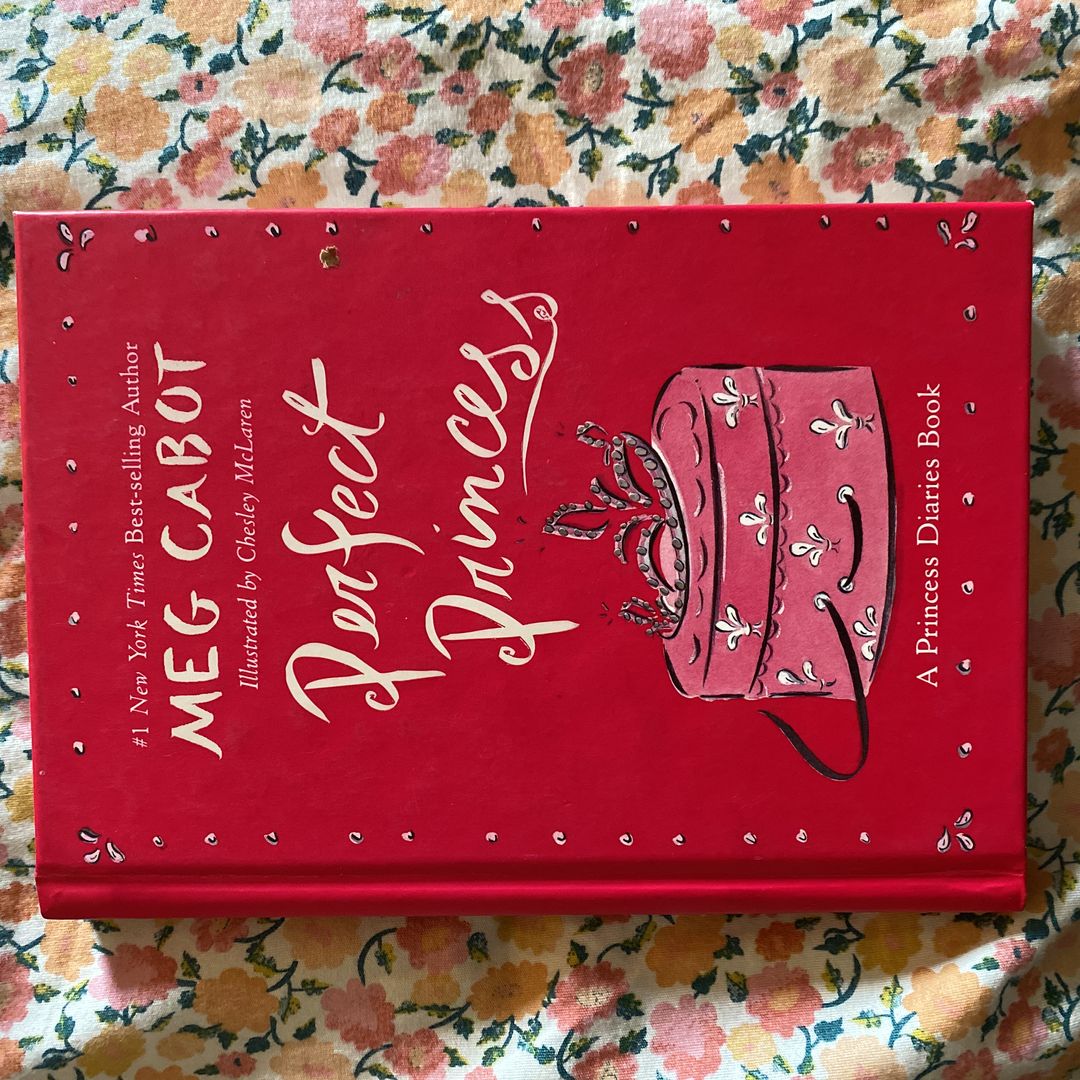 #1 New York Times Best-selling Author
MEG CABOT
Illustrated by Chesley McLaren
Perfect
Princess
A Princess Diaries Book